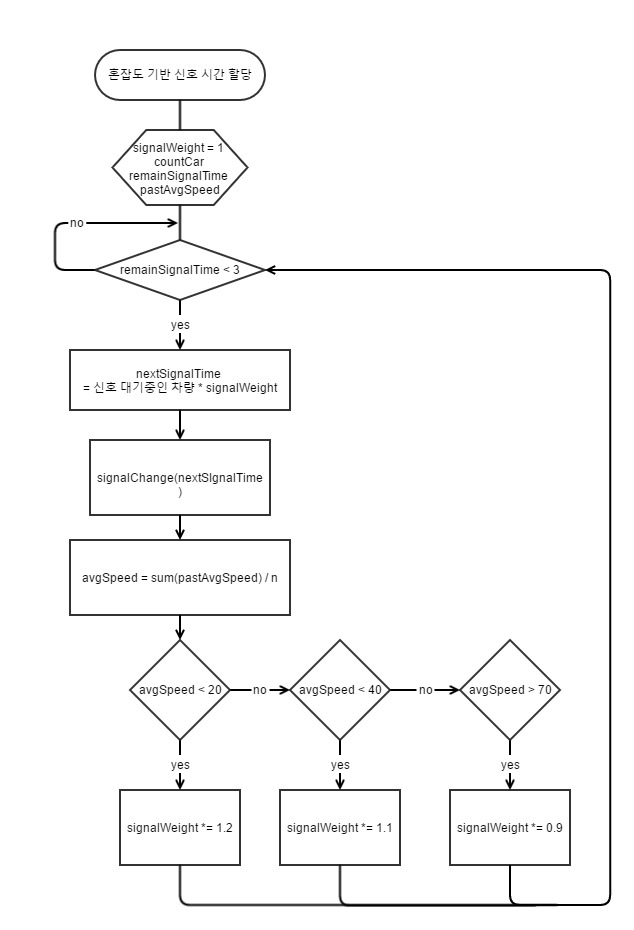 혼잡도 기반 신호 시간 할당
signalWeight = 1
countCar
remainSignalTime
pastAvgSpeed
no
remainSignalTime < 3
yes
nextSignalTime
= 신호 대기중인 차량 * signalWeight
signalChange(nextSIgnalTime
)
avgSpeed = sum(pastAvgSpeed) / n
avgSpeed < 20
no
avgSpeed < 40
no
avgSpeed > 70
yes
yes
yes
signalWeight *= 1.2
signalWeight *= 1.1
signalWeight *= 0.9